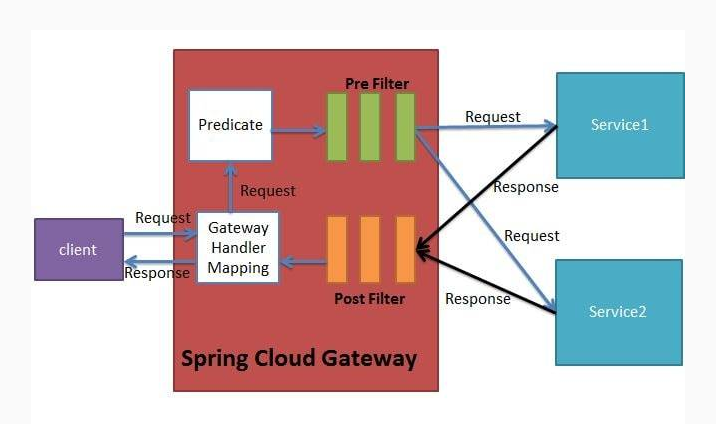 Pre Filter
Predicate
Request
Service1
Request
Response
Request
Gateway
Handler
Mapping
client
Request
Response
Post Filter
Response
Service2
Spring Cloud Gateway